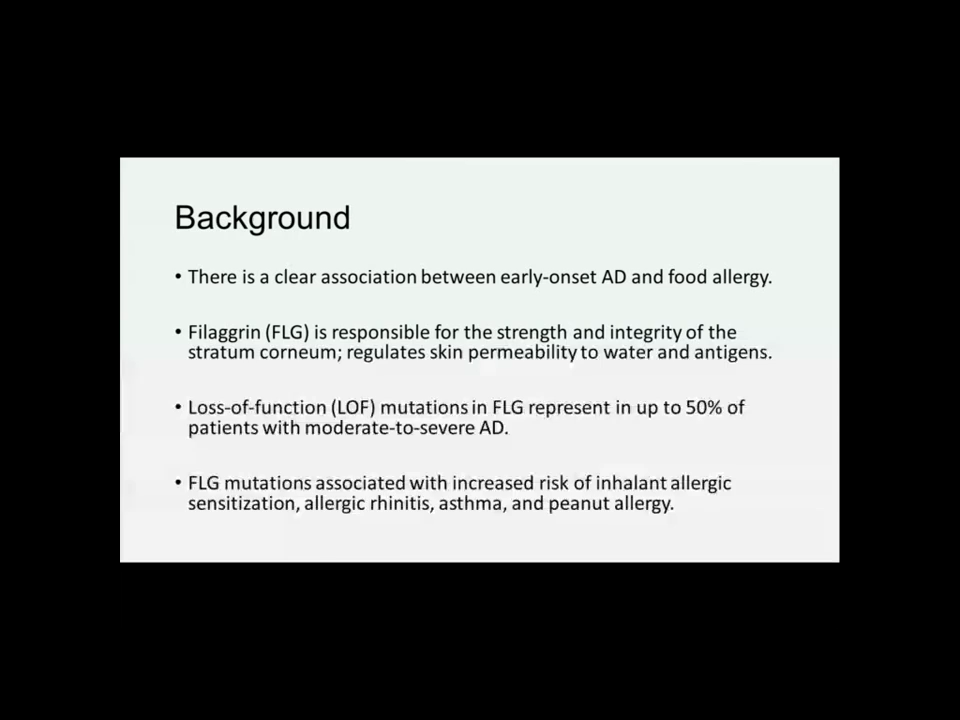 Background
• There is a clear association between early-onset AD and food allergy.
• Filaggrin (FLG) is responsible for the strength and integrity of the
stratum corneum; regulates skin permeability to water and antigens.
• Loss-of-function (LOF) mutations in FLG represent in up to 50% of
patients with moderate-to-severe AD.
• FLG mutations associated with increased risk of inhalant allergic
sensitization, allergic rhinitis, asthma, and peanut allergy.